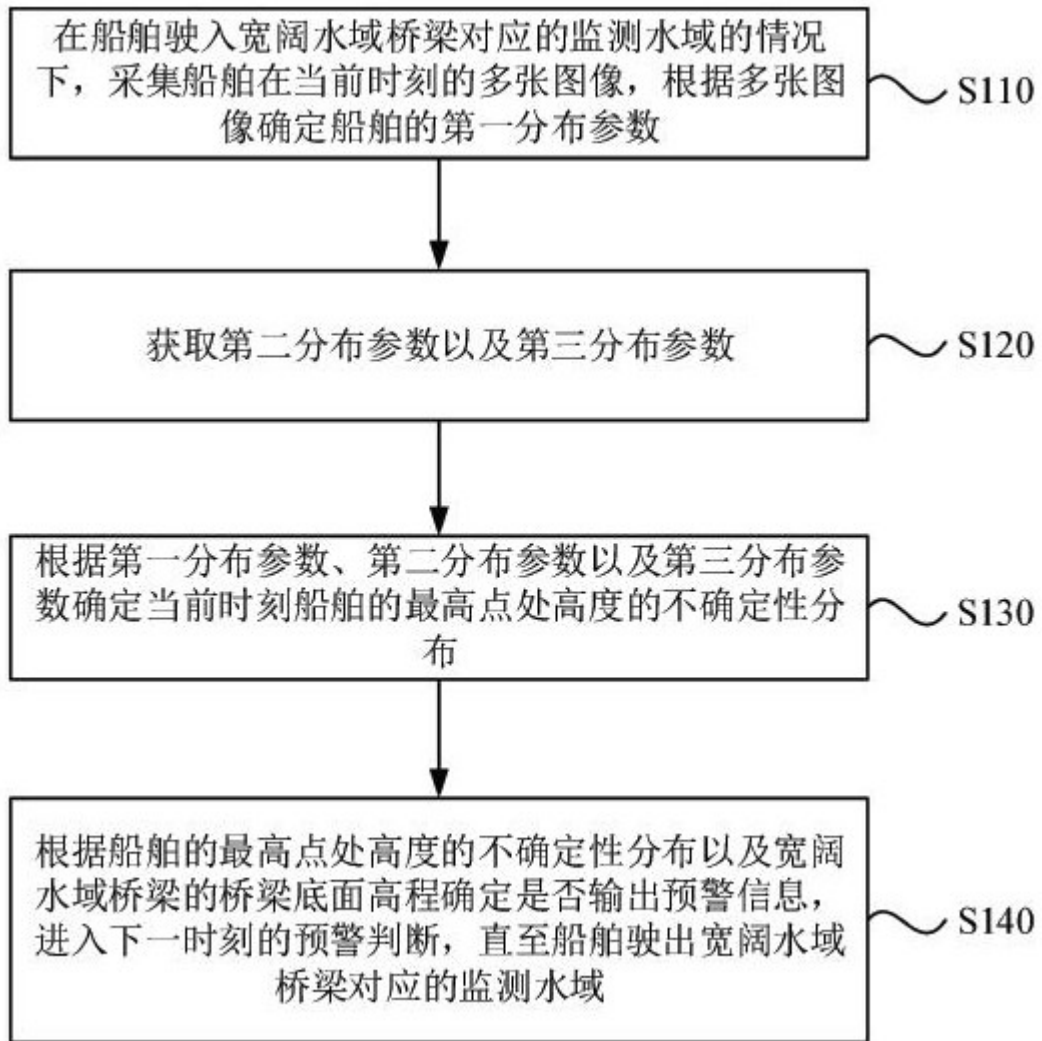 在船舶驶入宽阔水域桥梁对应的监测水域的情况
下，采集船舶在当前时刻的多张图像，根据多张图
像确定船舶的第一分布参数
S110
获取第二分布参数以及第三分布参数
S120
根据第一分布参数、第二分布参数以及第三分布参
数确定当前时刻船舶的最高点处高度的不确定性分
布
S130
根据船舶的最高点处高度的不确定性分布以及宽阔
水域桥梁的桥梁底面高程确定是否输出预警信息，
进入下一时刻的预警判断，直至船舶驶出宽阔水域
桥梁对应的监测水域
S140